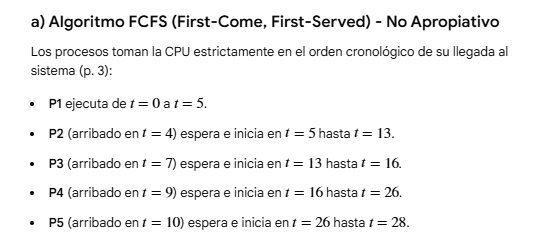 a) Algoritmo FCFS (First-Come, First-Served) - No Apropiativo
Los procesos toman la CPU estrictamente en el orden cronológico de su llegada al
sistema (p. 3):
• P1 ejecuta de t = 0 a t = 5.
• P2 (arribado en t = 4) espera e inicia en t = 5 hasta t = 13.
• P3 (arribado en t = 7) espera e inicia en t = 13 hasta t = 16.
• P4 (arribado en t = 9) espera e inicia en t = 16 hasta t = 26.
• P5 (arribado en t = 10) espera e inicia en t = 26 hasta t = 28.